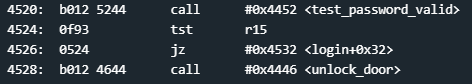 4520:  b012 5244      call      #0x4452 <test_password_valid>
4524:  0f93           tst       r15
4526:  0524           jz        #0x4532 <login+0x32>
4528:  b012 4644      call      #0x4446 <unlock_door>